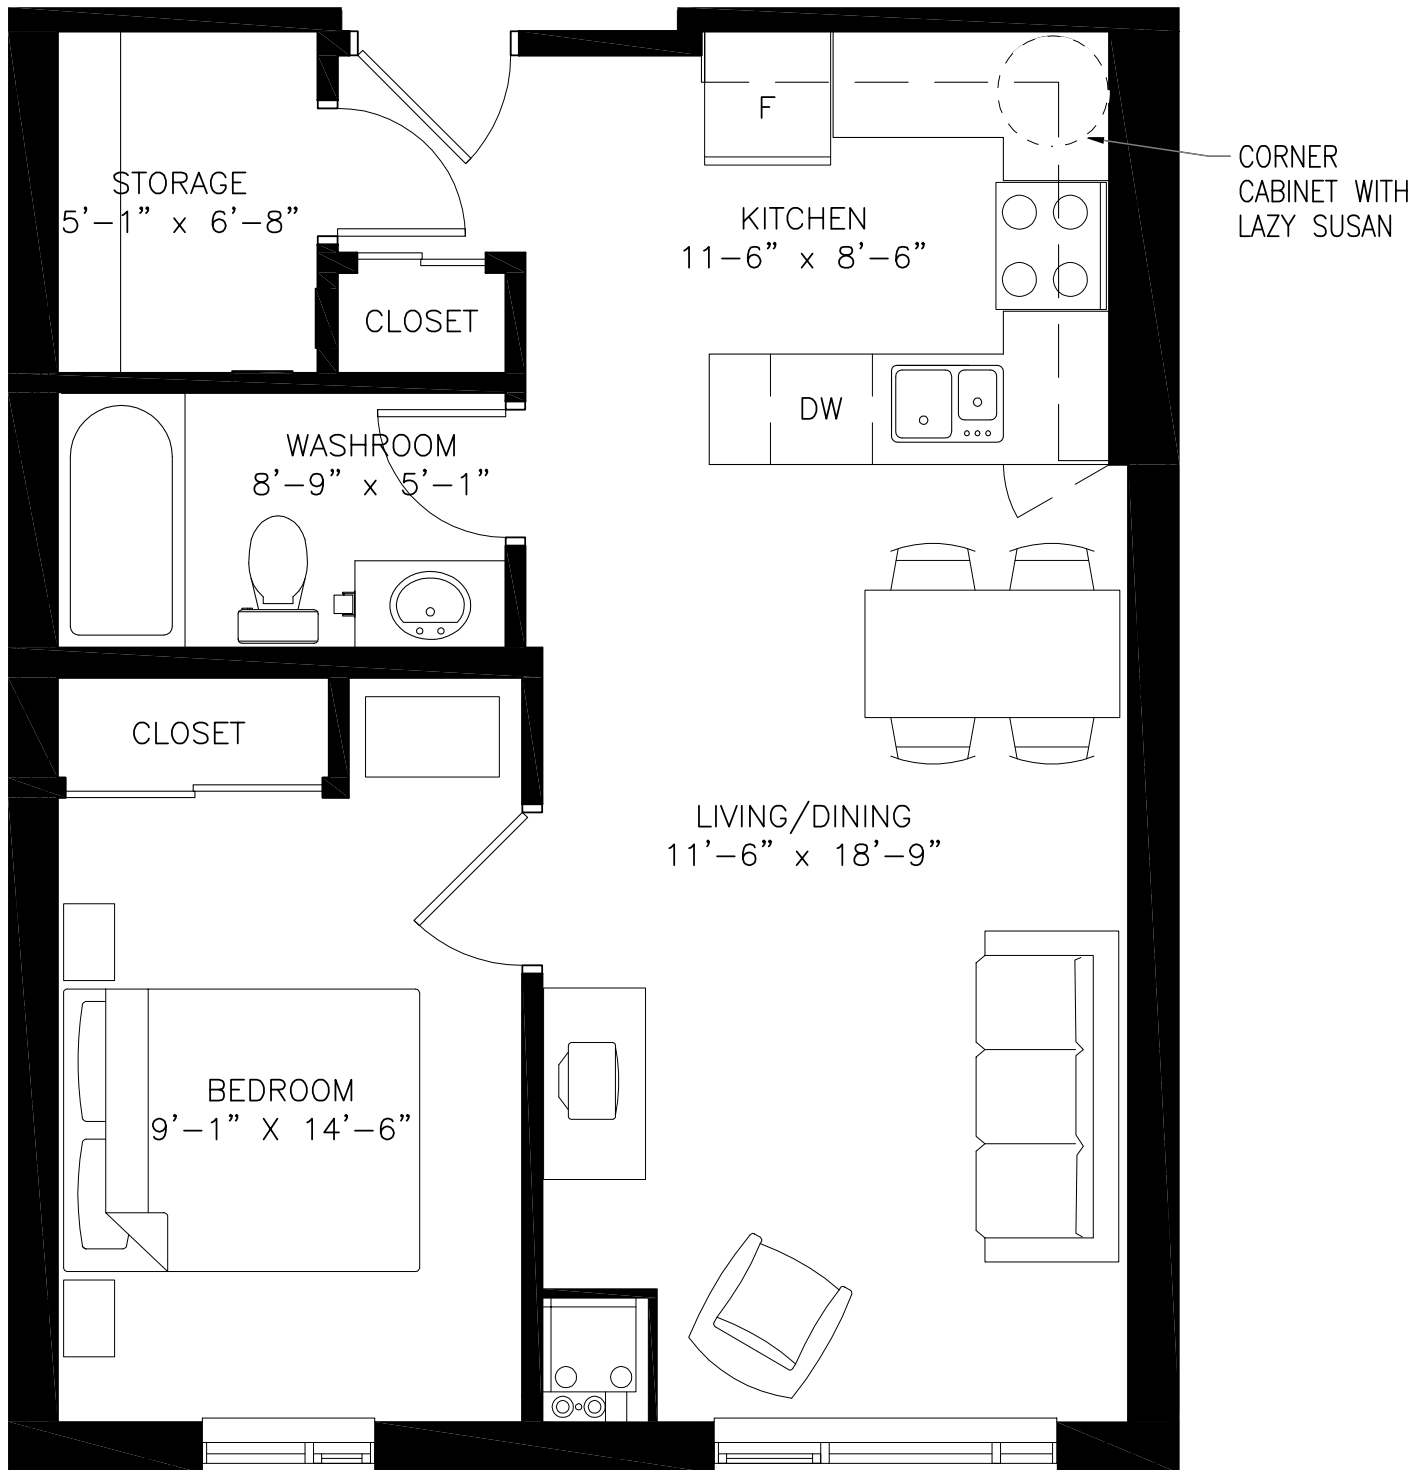 F
CORNER
CABINET WITH
LAZY SUSAN
STORAGE
5'-1" x 6'-8"
KITCHEN
11-6" x 8'-6"
CLOSET
DW
WASHROOM
8'-9" x 5'-1"
CLOSET
LIVING/DINING
11'-6" x 18'-9"
BEDROOM
9'-1" X 14'-6"